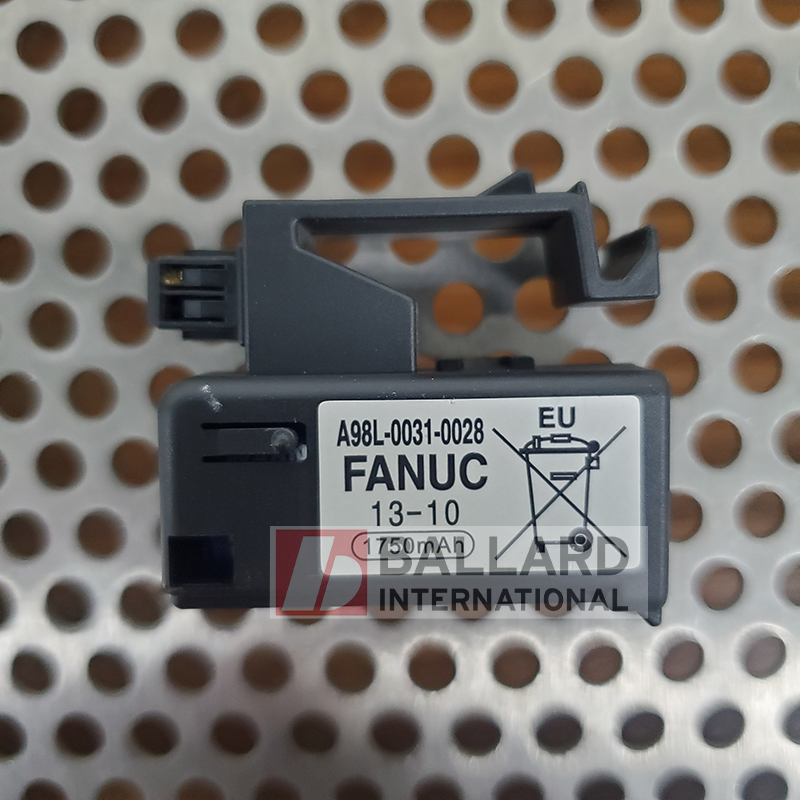 A98L-0031-0028
FANUC
13-10
1750mAh
EU
BALLARD
INTERNATIONAL